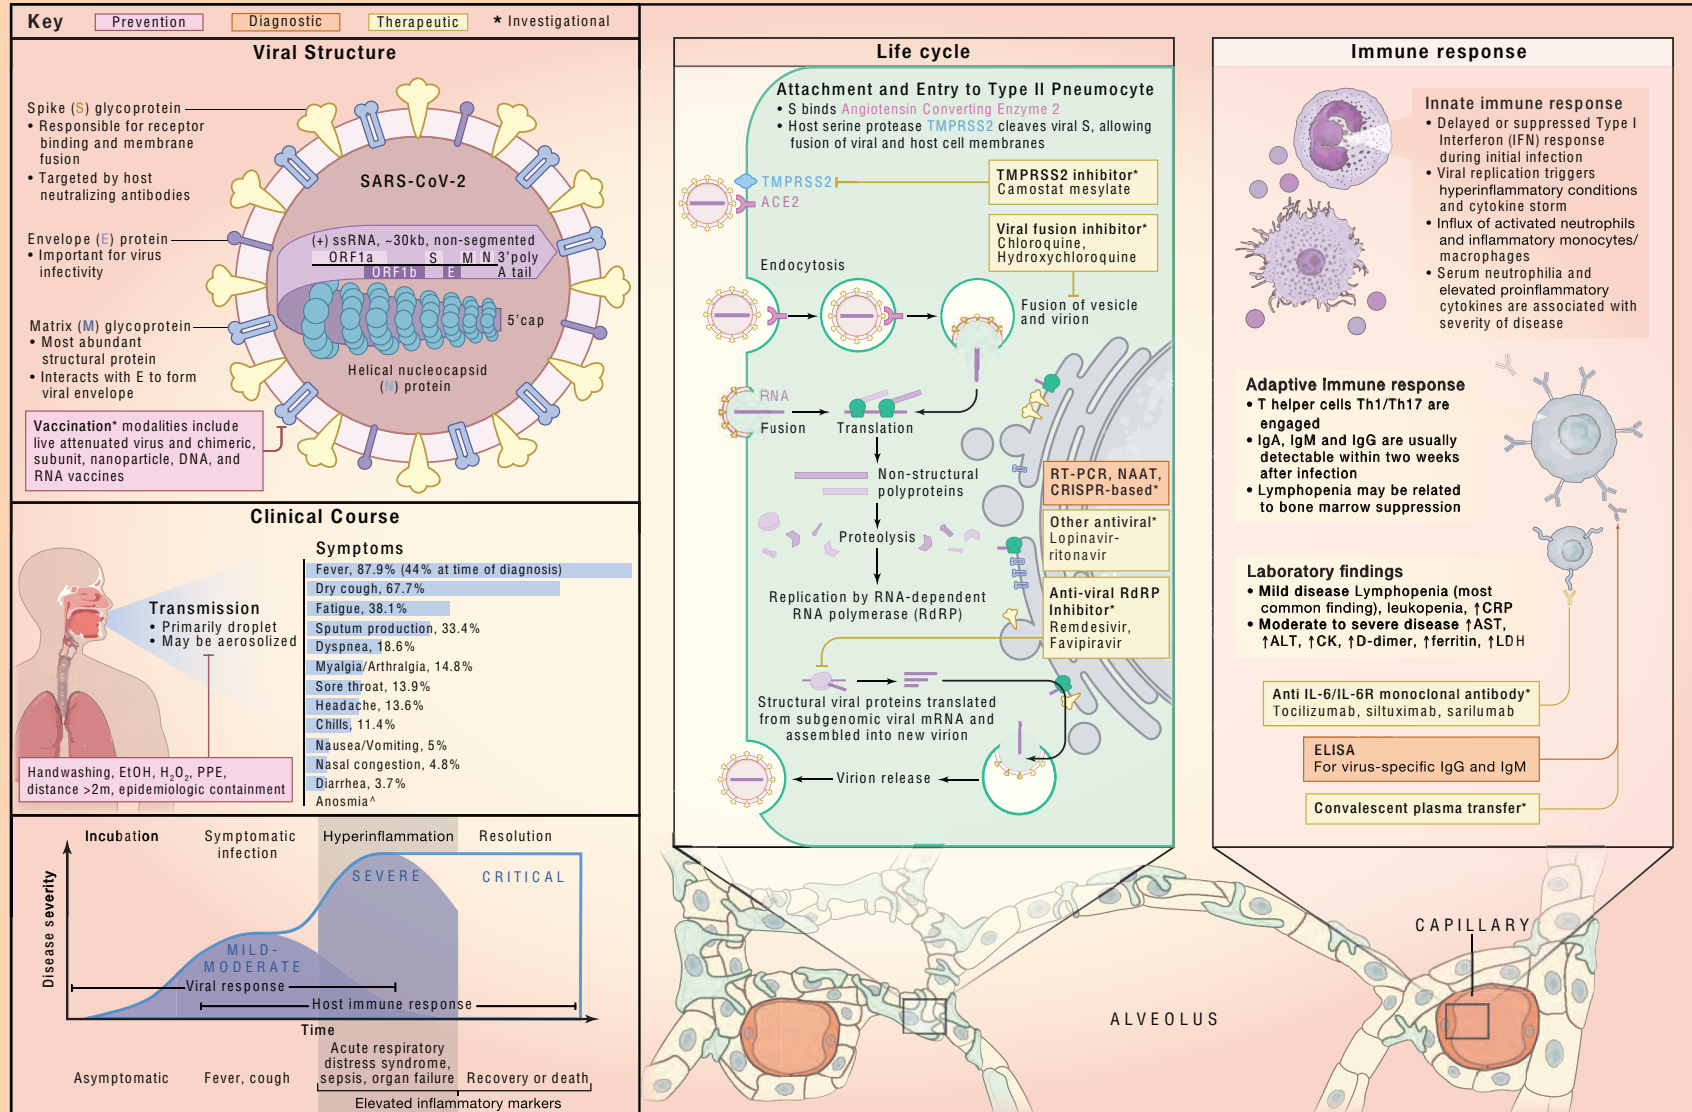 Key
Prevention
Diagnostic
Therapeutic
* Investigational
Viral Structure
Spike (S) glycoprotein
• Responsible for receptor
binding and membrane
fusion
• Targeted by host
neutralizing antibodies
Envelope (E) protein
• Important for virus
infectivity
Matrix (M) glycoprotein
• Most abundant
structural protein
• Interacts with E to form
viral envelope
Vaccination* modalities include
live attenuated virus and chimeric,
subunit, nanoparticle, DNA, and
RNA vaccines
SARS-CoV-2
(+) ssRNA, ~30kb, non-segmented
ORF1a S M N 3'poly
ORF1b E A tail
5'cap
Helical nucleocapsid
(N) protein
Clinical Course
Transmission
• Primarily droplet
• May be aerosolized
Handwashing, EtOH, H2O2, PPE,
distance >2m, epidemiologic containment
Symptoms
Fever, 87.9% (44% at time of diagnosis)
Dry cough, 67.7%
Fatigue, 38.1%
Sputum production, 33.4%
Dyspnea, 18.6%
Myalgia/Arthralgia, 14.8%
Sore throat, 13.9%
Headache, 13.6%
Chills, 11.4%
Nausea/Vomiting, 5%
Nasal congestion, 4.8%
Diarrhea, 3.7%
Anosmia^
Incubation
Symptomatic
infection
Hyperinflammation
Resolution
Disease severity
SEVERE
CRITICAL
MILD-
MODERATE
Viral response
Host immune response
Time
Asymptomatic
Fever, cough
Acute respiratory
distress syndrome,
sepsis, organ failure
Recovery or death
Elevated inflammatory markers
Life cycle
Attachment and Entry to Type II Pneumocyte
• S binds Angiotensin Converting Enzyme 2
• Host serine protease TMPRSS2 cleaves viral S, allowing
fusion of viral and host cell membranes
TMPRSS2
ACE2
TMPRSS2 inhibitor*
Camostat mesylate
Viral fusion inhibitor*
Chloroquine,
Hydroxychloroquine
Endocytosis
Fusion of vesicle
and virion
RNA
Fusion
Translation
Non-structural
polyproteins
Proteolysis
Replication by RNA-dependent
RNA polymerase (RdRP)
RT-PCR, NAAT,
CRISPR-based*
Other antiviral*
Lopinavir-
ritonavir
Anti-viral RdRP
Inhibitor*
Remdesivir,
Favipiravir
Structural viral proteins translated
from subgenomic viral mRNA and
assembled into new virion
Virion release
Immune response
Innate immune response
• Delayed or suppressed Type I
Interferon (IFN) response
during initial infection
• Viral replication triggers
hyperinflammatory conditions
and cytokine storm
• Influx of activated neutrophils
and inflammatory monocytes/
macrophages
• Serum neutrophilia and
elevated proinflammatory
cytokines are associated with
severity of disease
Adaptive immune response
• T helper cells Th1/Th17 are
engaged
• IgA, IgM and IgG are usually
detectable within two weeks
after infection
• Lymphopenia may be related
to bone marrow suppression
Laboratory findings
• Mild disease Lymphopenia (most
common finding), leukopenia, ↑CRP
• Moderate to severe disease ↑AST,
↑ALT, ↑CK, ↑D-dimer, ↑ferritin, ↑LDH
Anti IL-6/IL-6R monoclonal antibody*
Tocilizumab, siltuximab, sarilumab
ELISA
For virus-specific IgG and IgM
Convalescent plasma transfer*
CAPILLARY
ALVEOLUS